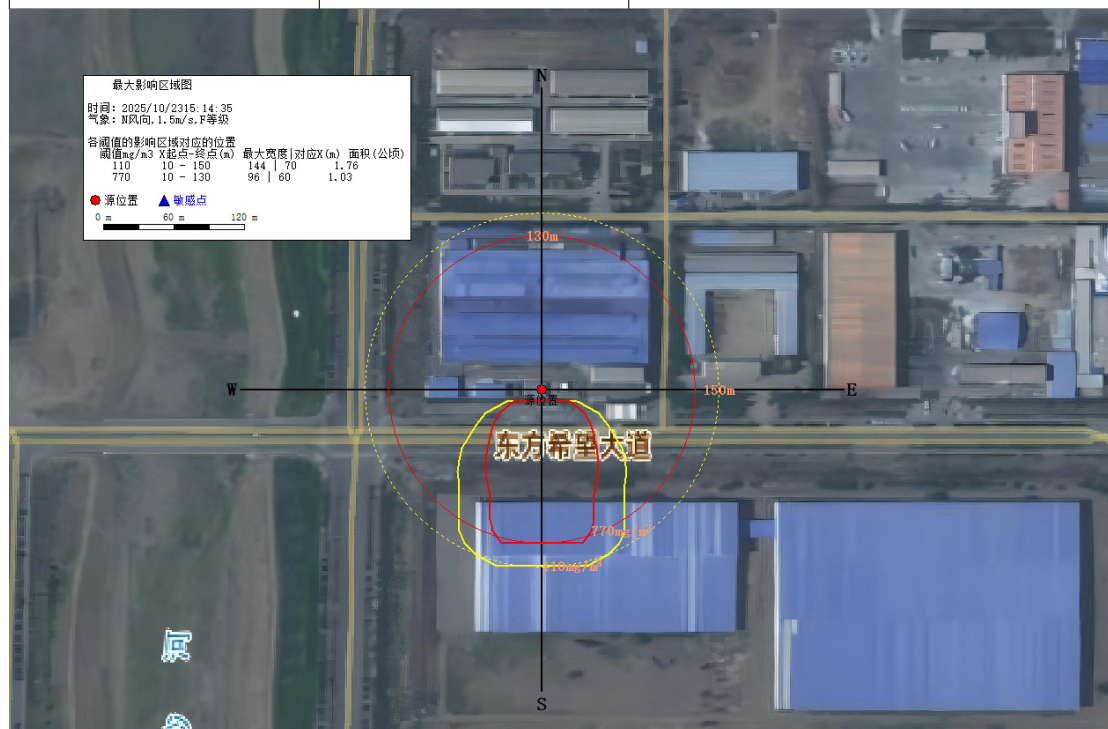 最大影响区域图
时间：2025/10/2315:14:35
气象：N风向,1.5m/s,F等级
各阈值的影响区域对应的位置
阈值mg/m3 X起点-终点(m) 最大宽度|对应X(m) 面积(公顷)
110 10 - 150 144 | 70 1.76
770 10 - 130 96 | 60 1.03
源位置 敏感点
0 m 60 m 120 m
N
130m
W
150m
E
源位置
东方希望大道
770mg/m³
110mg/m³
S